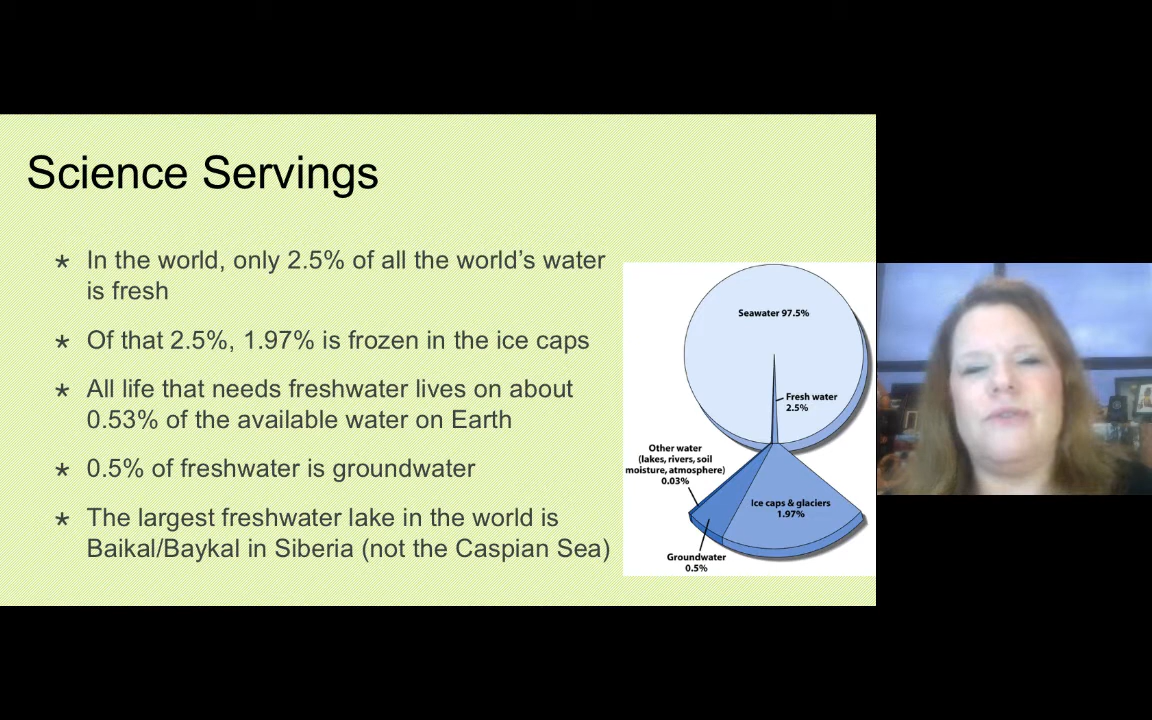 Science Servings
* In the world, only 2.5% of all the world’s water
is fresh
* Of that 2.5%, 1.97% is frozen in the ice caps
* All life that needs freshwater lives on about
0.53% of the available water on Earth
* 0.5% of freshwater is groundwater
* The largest freshwater lake in the world is
Baikal/Baykal in Siberia (not the Caspian Sea)
Seawater 97.5%
Fresh water
2.5%
Other water
(lakes, rivers, soil
moisture, atmosphere)
0.03%
Ice caps & glaciers
1.97%
Groundwater
0.5%